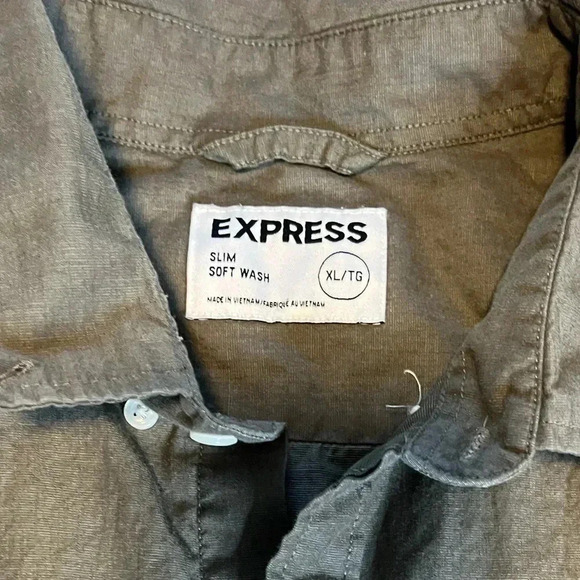 EXPRESS
SLIM
SOFT WASH
XL/TG
MADE IN VIETNAM/FABRIQUÉ AU VIETNAM